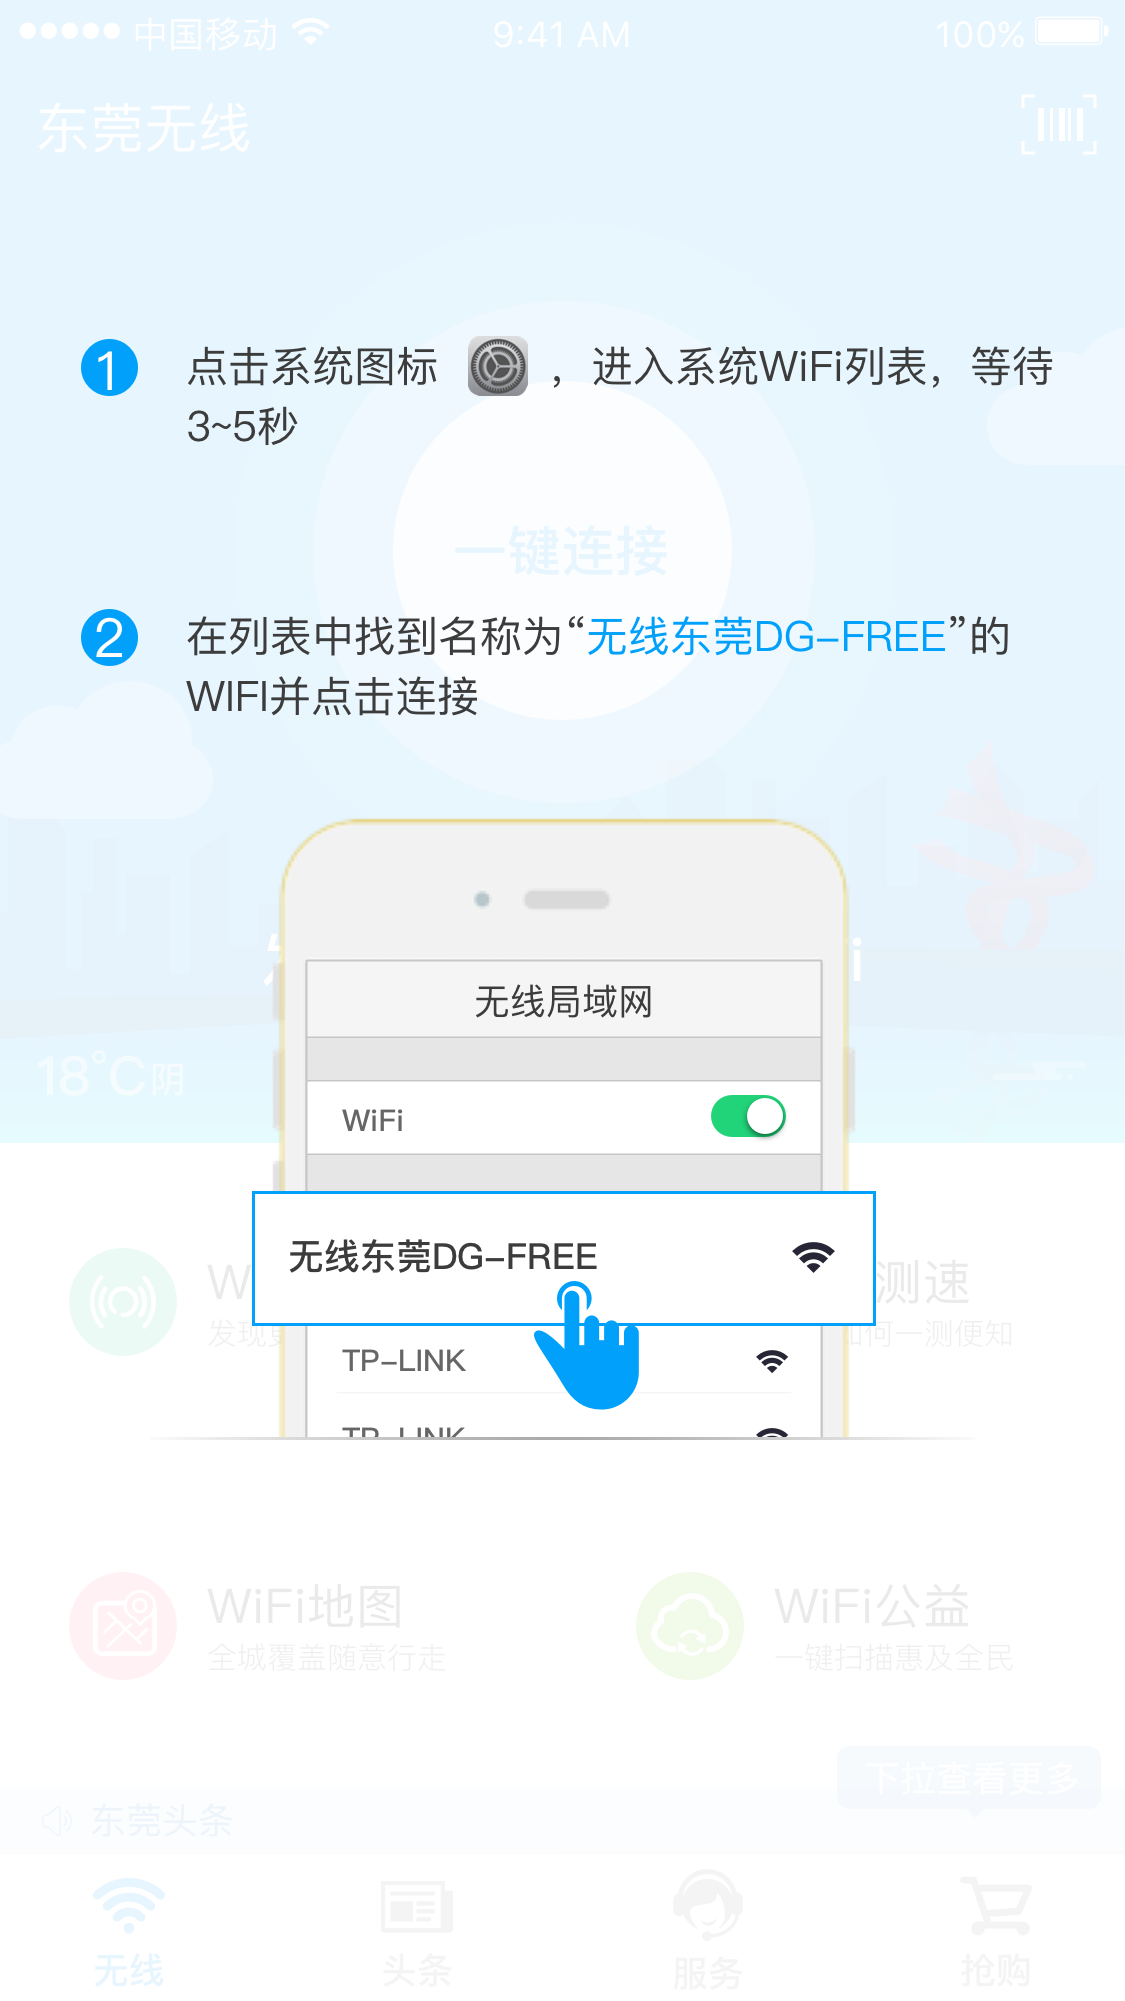 中国移动
9:41 AM
100%
东莞无线
1 点击系统图标 ，进入系统WiFi列表，等待
3~5秒
一键连接
2 在列表中找到名称为“无线东莞DG-FREE”的
WIFI并点击连接
i
18°C阴
无线局域网
WiFi
无线东莞DG-FREE
W
测速
发现
何一测便知
TP-LINK
TP-LINK
WiFi地图
全城覆盖随意行走
WiFi公益
一键扫描惠及全民
下拉查看更多
东莞头条
无线
头条
服务
抢购